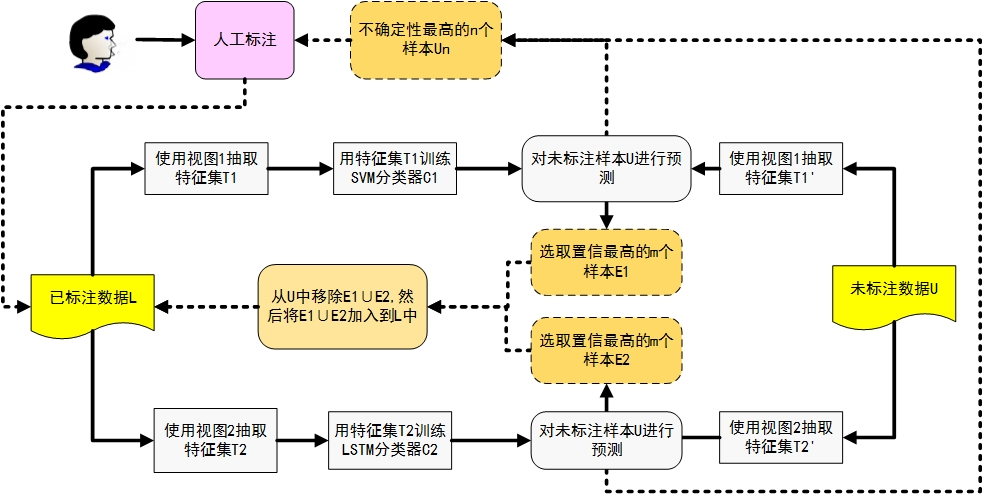 人工标注
不确定性最高的n个
样本Un
使用视图1抽取
特征集T1
用特征集T1训练
SVM分类器C1
对未标注样本U进行预
测
使用视图1抽取
特征集T1'
选取置信最高的m个
样本E1
已标注数据L
从U中移除E1∪E2,然
后将E1∪E2加入到L中
未标注数据U
选取置信最高的m个
样本E2
使用视图2抽取
特征集T2
用特征集T2训练
LSTM分类器C2
对未标注样本U进行
预测
使用视图2抽取
特征集T2'